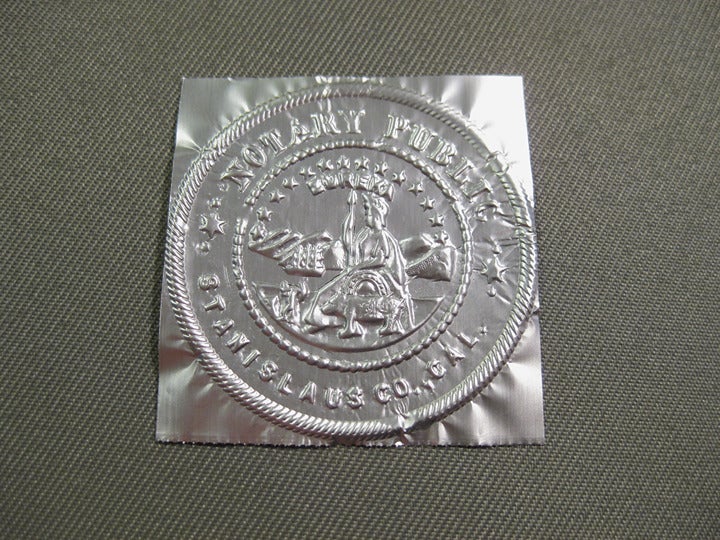 NOTARY PUBLIC
EUREKA
STANISLAUS CO., CAL.